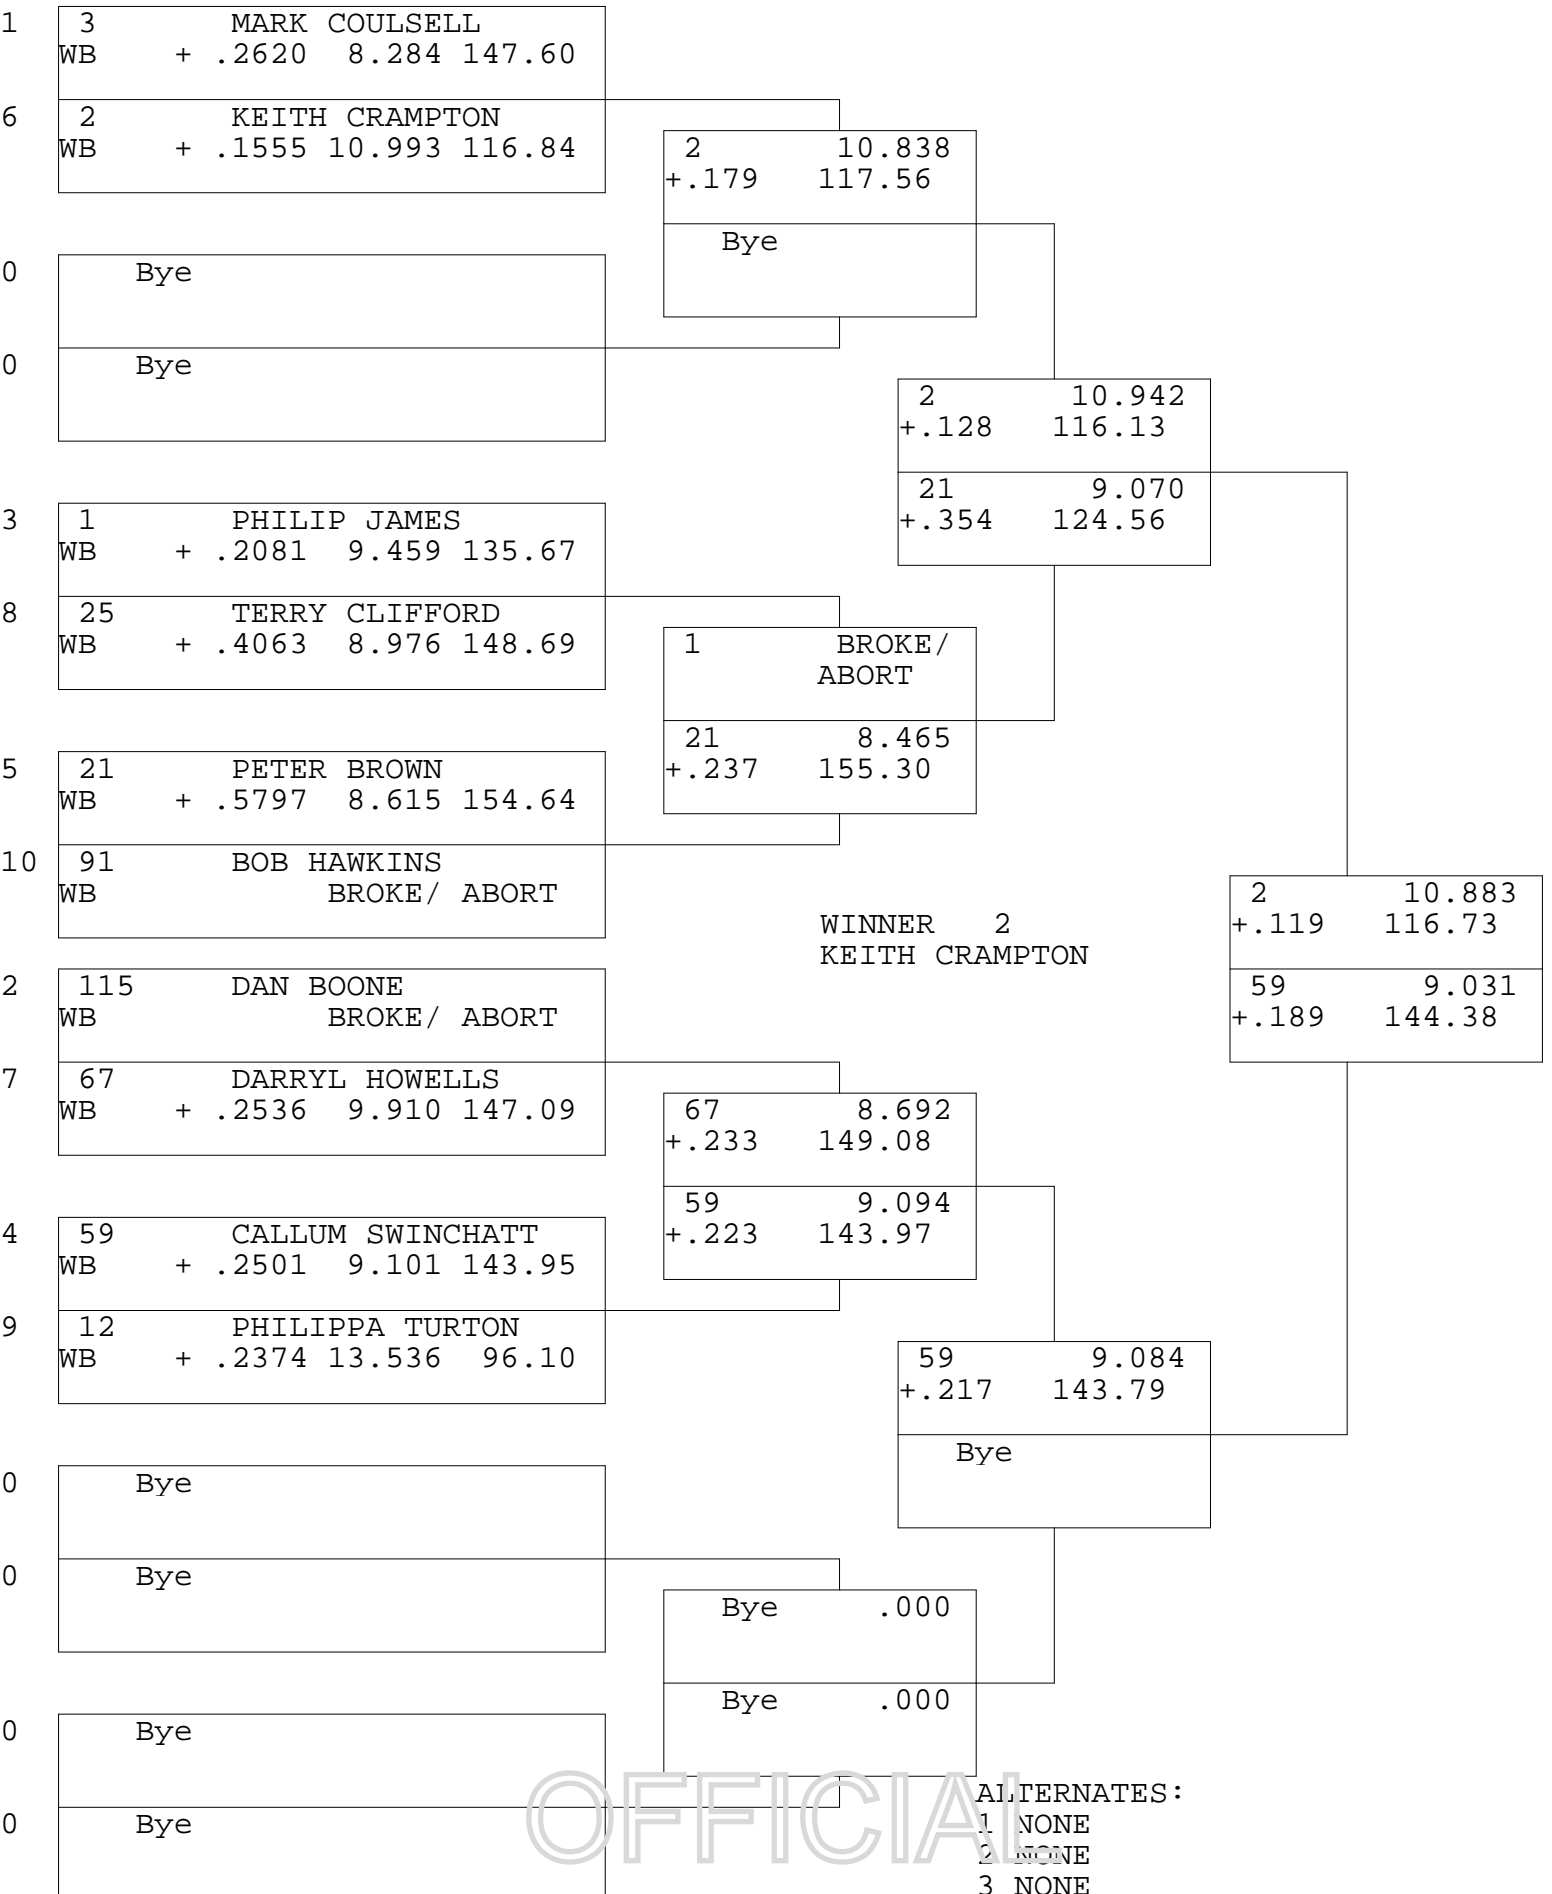 1 3 MARK COULSELL
WB + .2620 8.284 147.60
6 2 KEITH CRAMPTON
WB + .1555 10.993 116.84
2 10.838
+.179 117.56
Bye
0 Bye
0 Bye
2 10.942
+.128 116.13
21 9.070
+.354 124.56
3 1 PHILIP JAMES
WB + .2081 9.459 135.67
8 25 TERRY CLIFFORD
WB + .4063 8.976 148.69
1 BROKE/
ABORT
21 8.465
+.237 155.30
5 21 PETER BROWN
WB + .5797 8.615 154.64
10 91 BOB HAWKINS
WB BROKE/ ABORT
WINNER 2
KEITH CRAMPTON
2 10.883
+.119 116.73
59 9.031
+.189 144.38
2 115 DAN BOONE
WB BROKE/ ABORT
7 67 DARRYL HOWELLS
WB + .2536 9.910 147.09
67 8.692
+.233 149.08
59 9.094
+.223 143.97
4 59 CALLUM SWINCHATT
WB + .2501 9.101 143.95
9 12 PHILIPPA TURTON
WB + .2374 13.536 96.10
59 9.084
+.217 143.79
Bye
0 Bye
0 Bye
Bye .000
Bye .000
0 Bye
0 Bye
OFFICIAL
ALTERNATES:
1 NONE
2 NONE
3 NONE